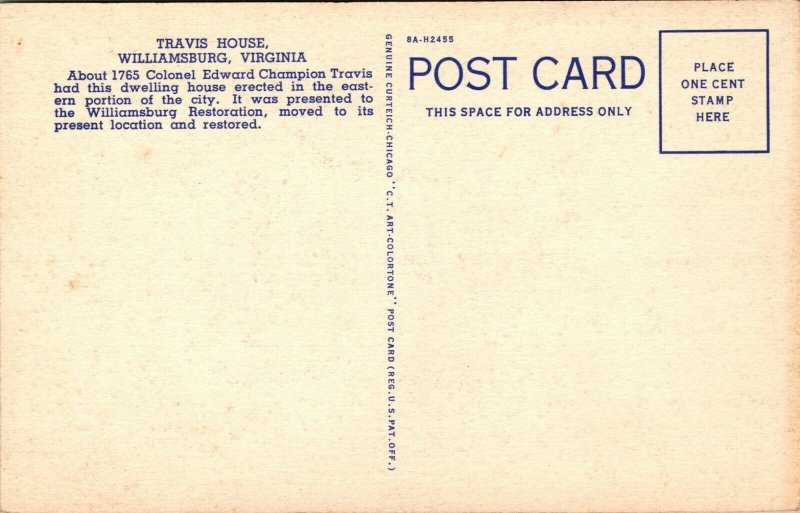 TRAVIS HOUSE,
WILLIAMSBURG, VIRGINIA
About 1765 Colonel Edward Champion Travis
had this dwelling house erected in the east-
ern portion of the city. It was presented to
the Williamsburg Restoration, moved to its
present location and restored.
GENUINE CURTEICH-CHICAGO "C.T. ART-COLORTONE" POST CARD (REG. U.S. PAT. OFF.)
8A-H2455
POST CARD
THIS SPACE FOR ADDRESS ONLY
PLACE
ONE CENT
STAMP
HERE